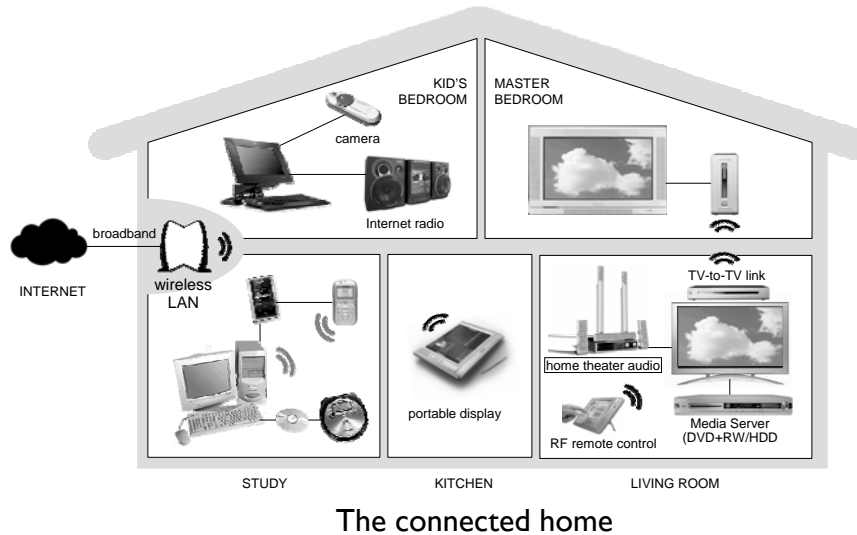 KID'S
BEDROOM
MASTER
BEDROOM
camera
Internet radio
broadband
INTERNET
wireless
LAN
TV-to-TV link
home theater audio
portable display
RF remote control
Media Server
(DVD+RW/HDD
STUDY
KITCHEN
LIVING ROOM
The connected home